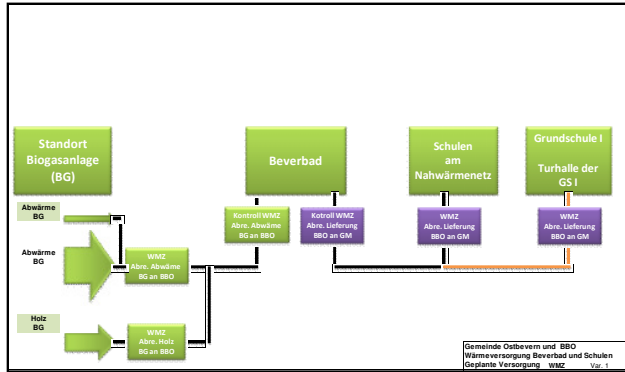 Standort
Biogasanlage
(BG)
Beverbad
Schulen
am
Nahwärmenetz
Grundschule I
Turhalle der
GS I
Abwärme
BG
Kontroll WMZ
Abre. Abwäme
BG an BBO
Kotroll WMZ
Abre. Lieferung
BBO an GM
WMZ
Abre. Lieferung
BBO an GM
WMZ
Abre. Lieferung
BBO an GM
Abwärme
BG
WMZ
Abre. Abwäme
BG an BBO
Holz
BG
WMZ
Abre. Holz
BG an BBO
Gemeinde Ostbevern und BBO
Wärmeversorgung Beverbad und Schulen
Geplante Versorgung WMZ Var. 1